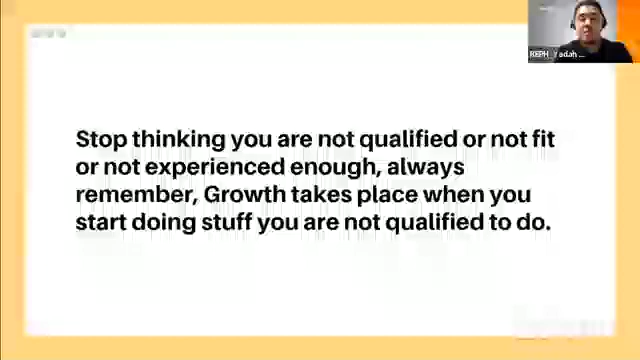 Stop thinking you are not qualified or not fit
or not experienced enough, always
remember, Growth takes place when you
start doing stuff you are not qualified to do.